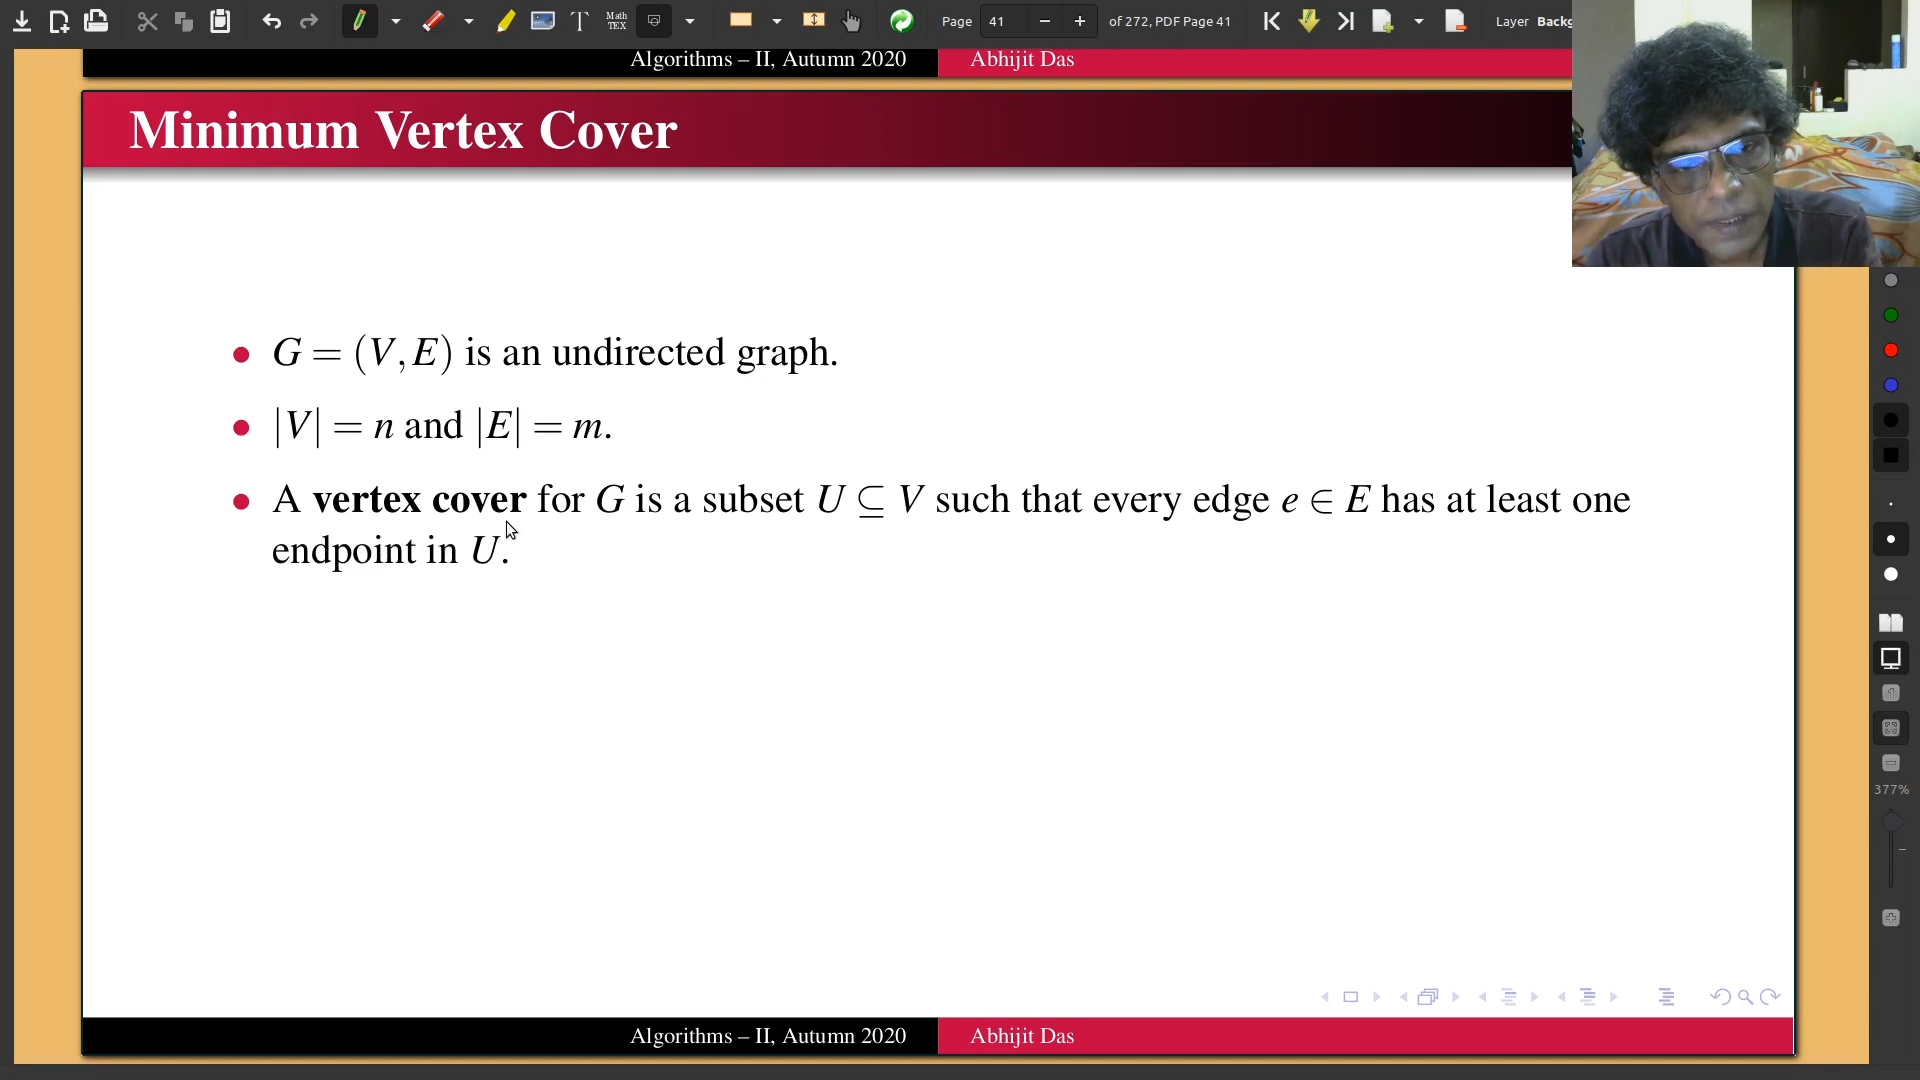 Math
TEX
T
Page 41 of 272, PDF Page 41
Layer Backg
Algorithms – II, Autumn 2020 Abhijit Das
Minimum Vertex Cover
• G = (V, E) is an undirected graph.
• |V| = n and |E| = m.
• A vertex cover for G is a subset U ⊆ V such that every edge e ∈ E has at least one
endpoint in U.
377%
Algorithms – II, Autumn 2020 Abhijit Das